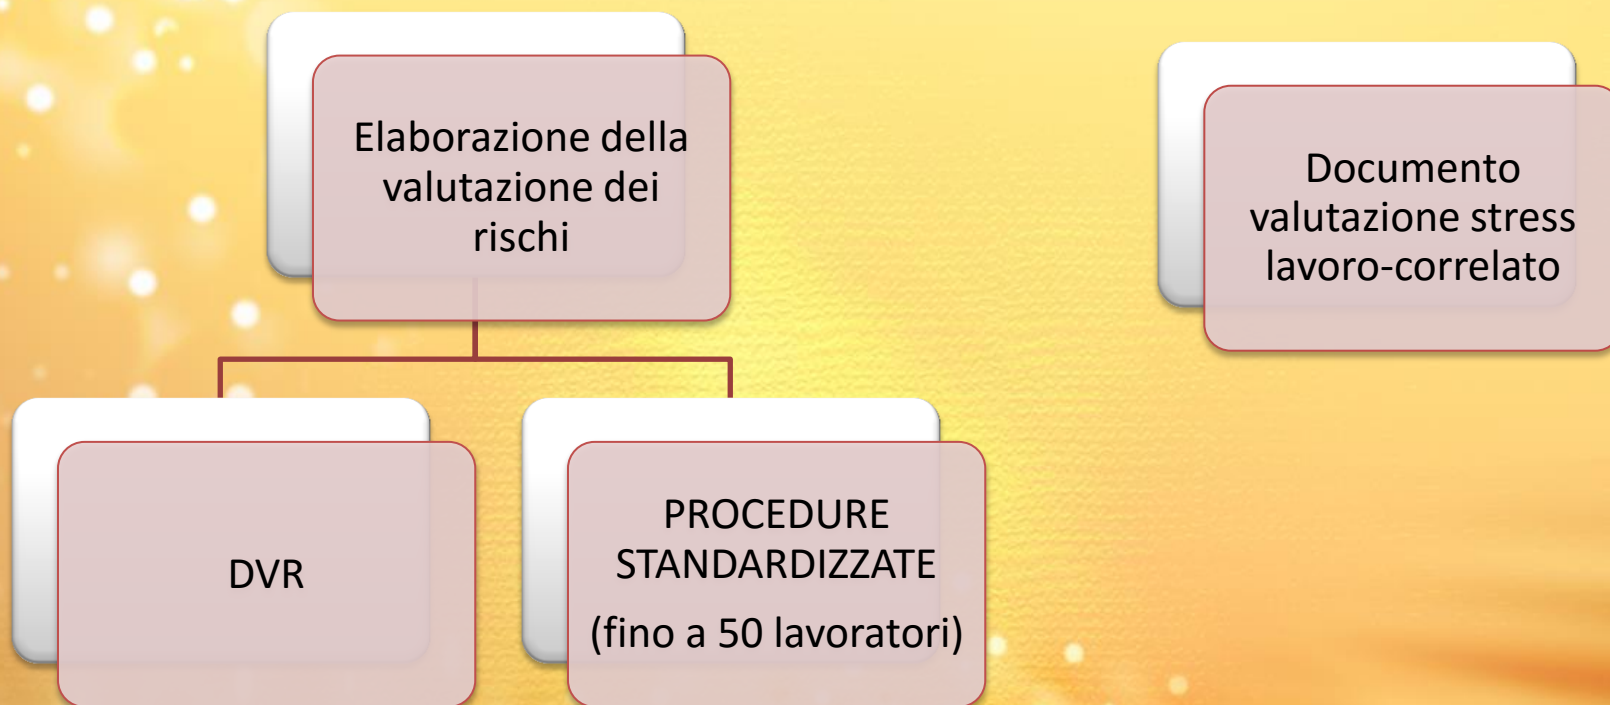 Elaborazione della
valutazione dei
rischi
Documento
valutazione stress
lavoro-correlato
DVR
PROCEDURE
STANDARDIZZATE
(fino a 50 lavoratori)